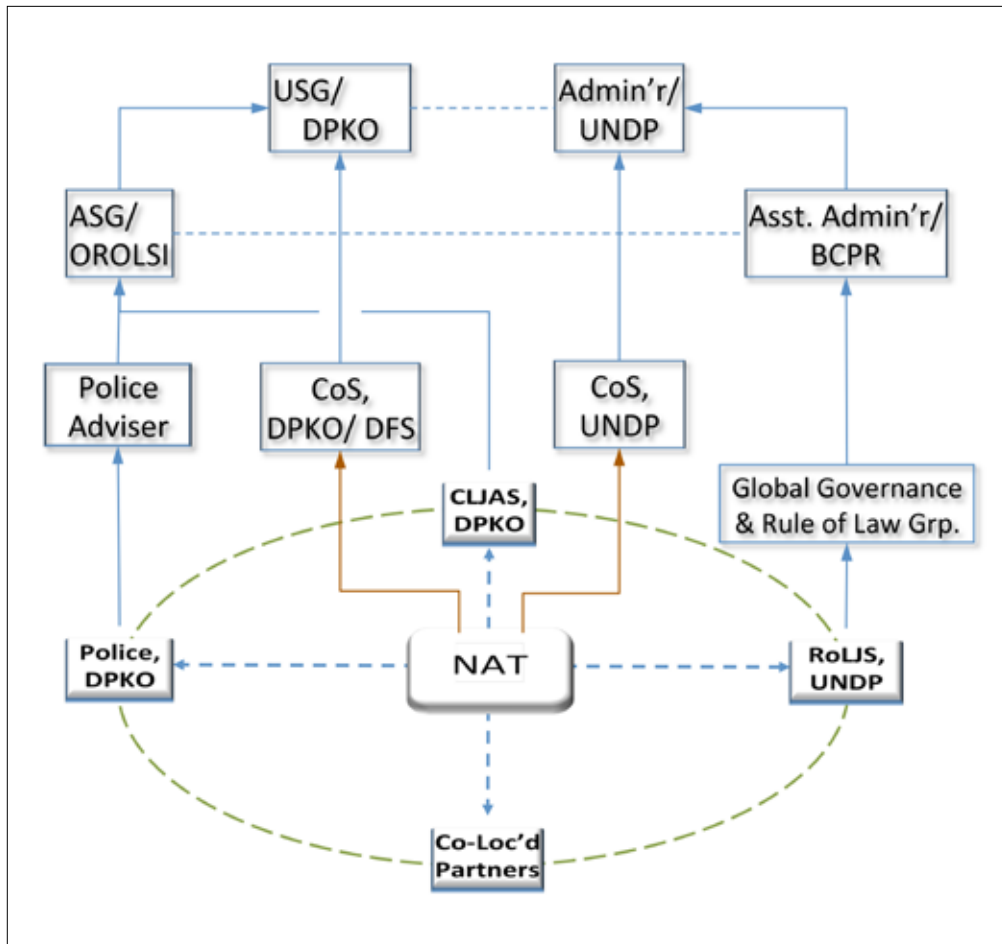 USG/
DPKO
Admin’r/
UNDP
ASG/
OROLSI
Asst. Admin’r/
BCPR
Police
Adviser
CoS,
DPKO/ DFS
CoS,
UNDP
Global Governance
& Rule of Law Grp.
CLJAS,
DPKO
Police,
DPKO
NAT
RoLJS,
UNDP
Co-Loc’d
Partners